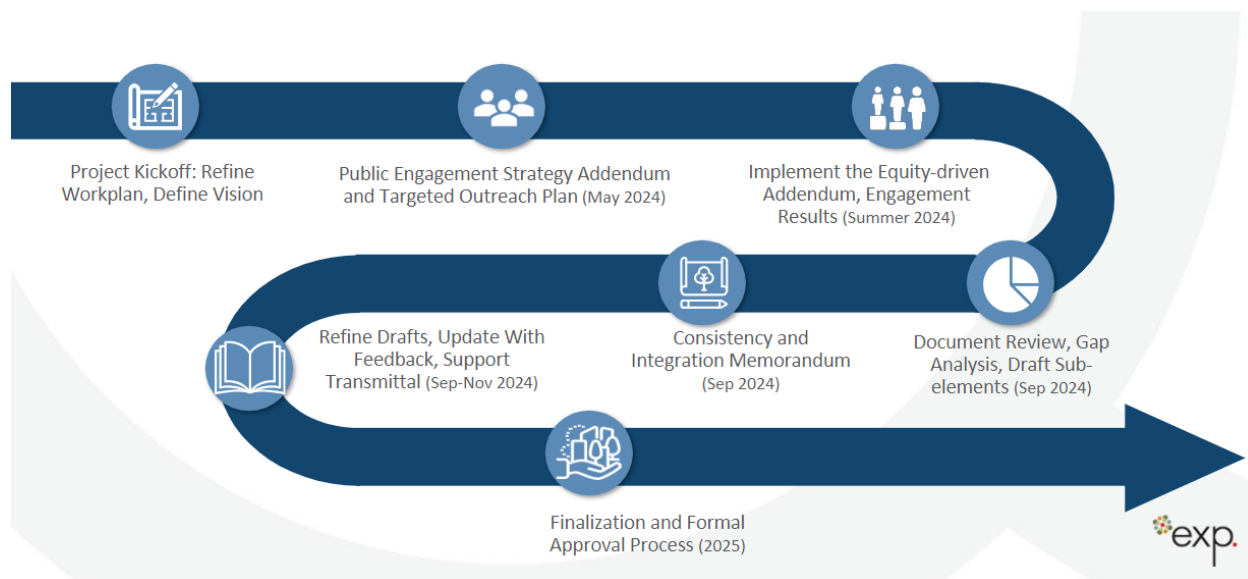 Project Kickoff: Refine
Workplan, Define Vision
Public Engagement Strategy Addendum
and Targeted Outreach Plan (May 2024)
Implement the Equity-driven
Addendum, Engagement
Results (Summer 2024)
Document Review, Gap
Analysis, Draft Sub-
elements (Sep 2024)
Consistency and
Integration Memorandum
(Sep 2024)
Refine Drafts, Update With
Feedback, Support
Transmittal (Sep-Nov 2024)
Finalization and Formal
Approval Process (2025)
exp.